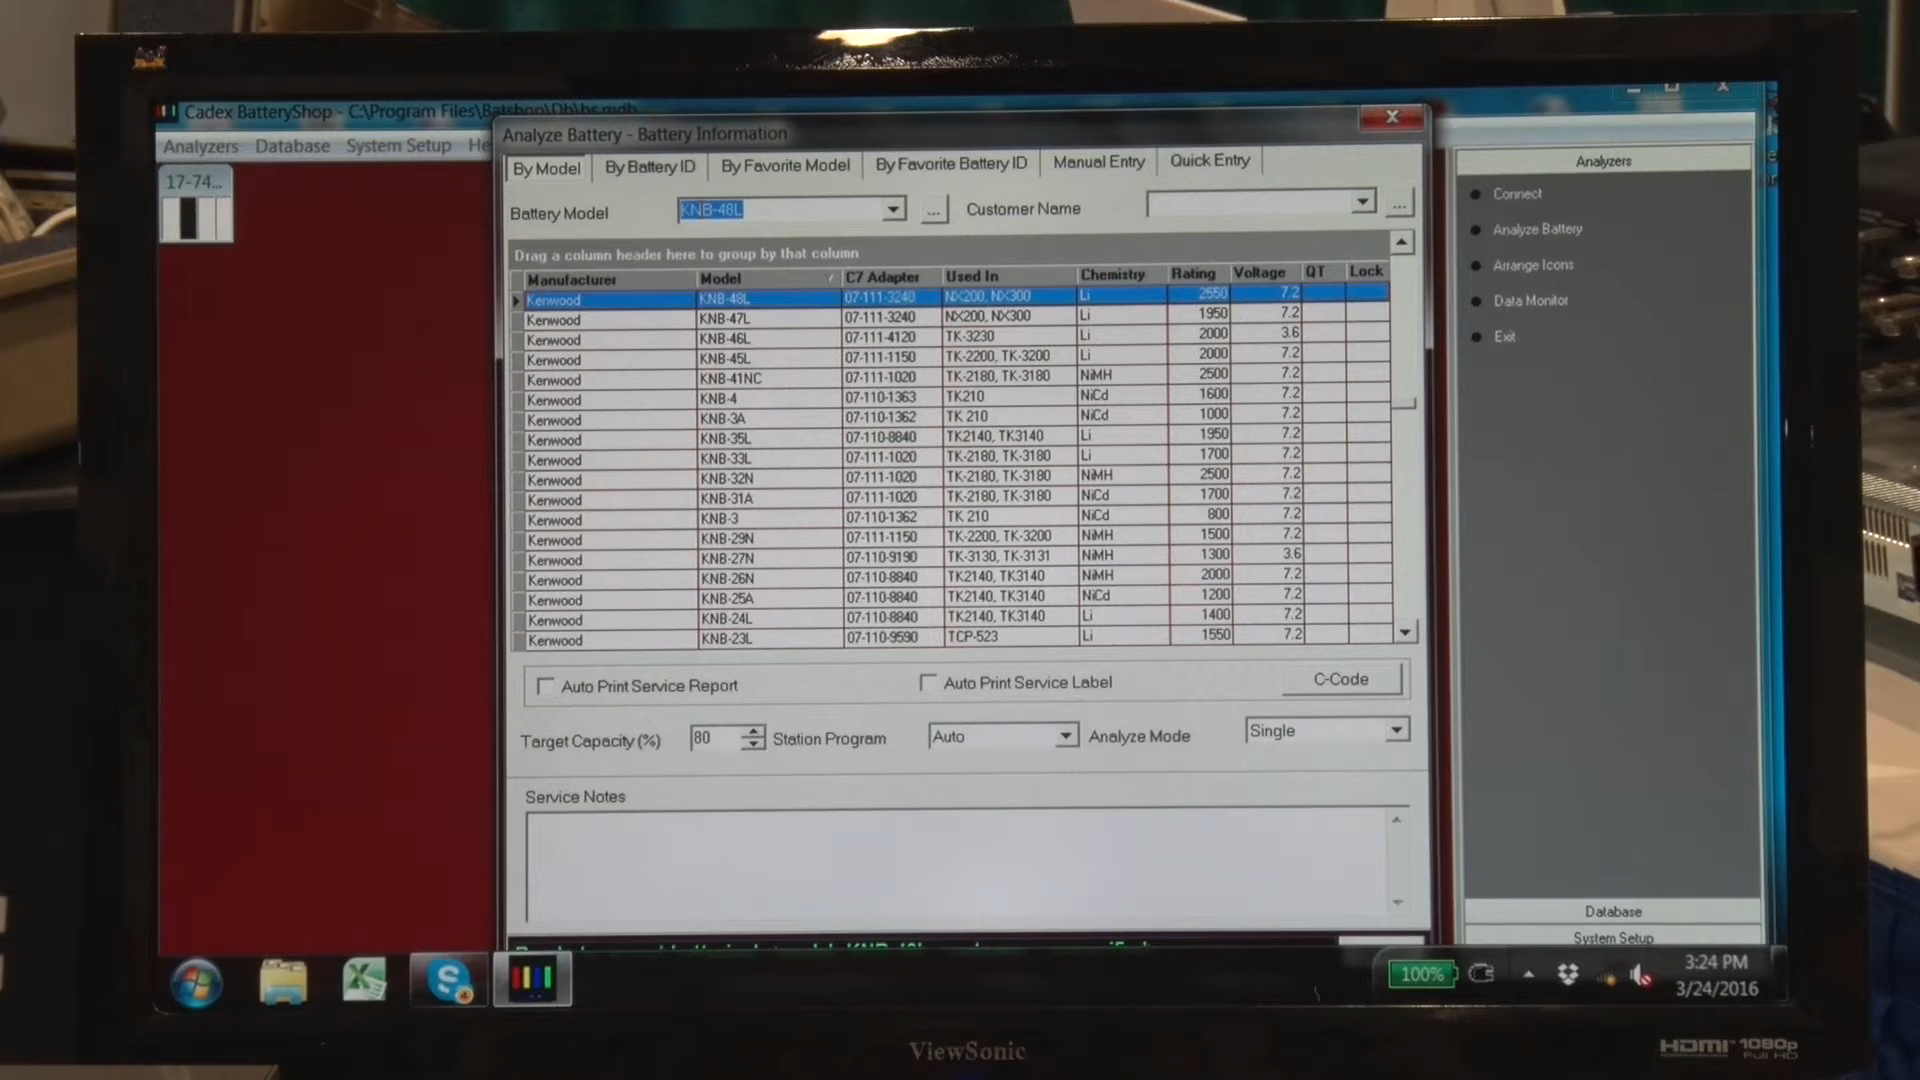 Cadex BatteryShop - C:\Program Files\Batshop\Db\bs.mdb
Analyzers Database System Setup He
17-74...
Analyze Battery - Battery Information
By Model By Battery ID By Favorite Model By Favorite Battery ID Manual Entry Quick Entry
Battery Model KNB-48L ... Customer Name ...
Drag a column header here to group by that column
Manufacturer Model C7 Adapter Used In Chemistry Rating Voltage QT Lock
Kenwood KNB-48L 07-111-3240 NX200, NX300 Li 2550 7.2
Kenwood KNB-47L 07-111-3240 NX200, NX300 Li 1950 7.2
Kenwood KNB-46L 07-111-4120 TK-3230 Li 2000 3.6
Kenwood KNB-45L 07-111-1150 TK-2200, TK-3200 Li 2000 7.2
Kenwood KNB-41NC 07-111-1020 TK-2180, TK-3180 NiMH 2500 7.2
Kenwood KNB-4 07-110-1363 TK210 NiCd 1600 7.2
Kenwood KNB-3A 07-110-1362 TK 210 NiCd 1000 7.2
Kenwood KNB-35L 07-110-8840 TK2140, TK3140 Li 1950 7.2
Kenwood KNB-33L 07-111-1020 TK-2180, TK-3180 Li 1700 7.2
Kenwood KNB-32N 07-111-1020 TK-2180, TK-3180 NiMH 2500 7.2
Kenwood KNB-31A 07-111-1020 TK-2180, TK-3180 NiCd 1700 7.2
Kenwood KNB-3 07-110-1362 TK 210 NiCd 800 7.2
Kenwood KNB-29N 07-111-1150 TK-2200, TK-3200 NiMH 1500 7.2
Kenwood KNB-27N 07-110-9190 TK-3130, TK-3131 NiMH 1300 3.6
Kenwood KNB-26N 07-110-8840 TK2140, TK3140 NiMH 2000 7.2
Kenwood KNB-25A 07-110-8840 TK2140, TK3140 NiCd 1200 7.2
Kenwood KNB-24L 07-110-8840 TK2140, TK3140 Li 1400 7.2
Kenwood KNB-23L 07-110-9590 TCP-523 Li 1550 7.2
Auto Print Service Report Auto Print Service Label C-Code
Target Capacity (%) 80 Station Program Auto Analyze Mode Single
Service Notes
Analyzers
Connect
Analyze Battery
Arrange Icons
Data Monitor
Exit
Database
System Setup
100%
3:24 PM
3/24/2016
ViewSonic
HDMI 1080p
Full HD